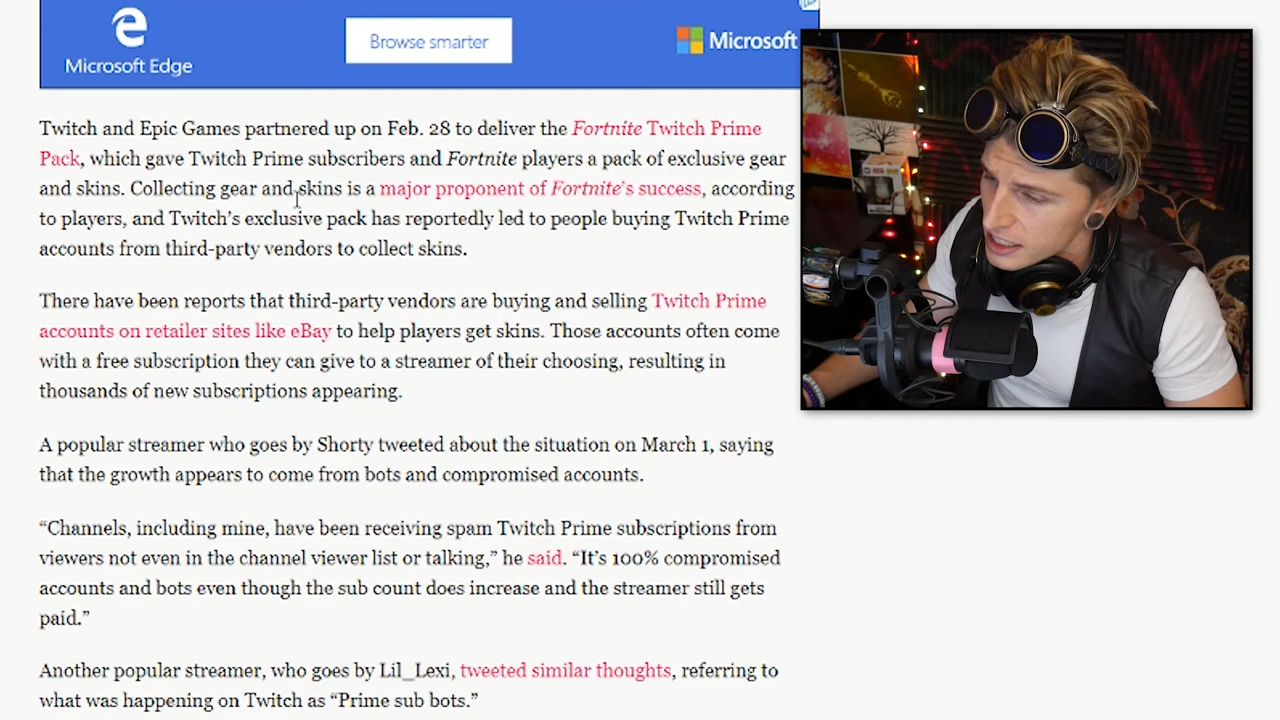 Microsoft Edge
Browse smarter
Microsoft
Twitch and Epic Games partnered up on Feb. 28 to deliver the Fortnite Twitch Prime
Pack, which gave Twitch Prime subscribers and Fortnite players a pack of exclusive gear
and skins. Collecting gear and skins is a major proponent of Fortnite's success, according
to players, and Twitch's exclusive pack has reportedly led to people buying Twitch Prime
accounts from third-party vendors to collect skins.
There have been reports that third-party vendors are buying and selling Twitch Prime
accounts on retailer sites like eBay to help players get skins. Those accounts often come
with a free subscription they can give to a streamer of their choosing, resulting in
thousands of new subscriptions appearing.
A popular streamer who goes by Shorty tweeted about the situation on March 1, saying
that the growth appears to come from bots and compromised accounts.
“Channels, including mine, have been receiving spam Twitch Prime subscriptions from
viewers not even in the channel viewer list or talking,” he said. “It's 100% compromised
accounts and bots even though the sub count does increase and the streamer still gets
paid.”
Another popular streamer, who goes by Lil_Lexi, tweeted similar thoughts, referring to
what was happening on Twitch as “Prime sub bots.”